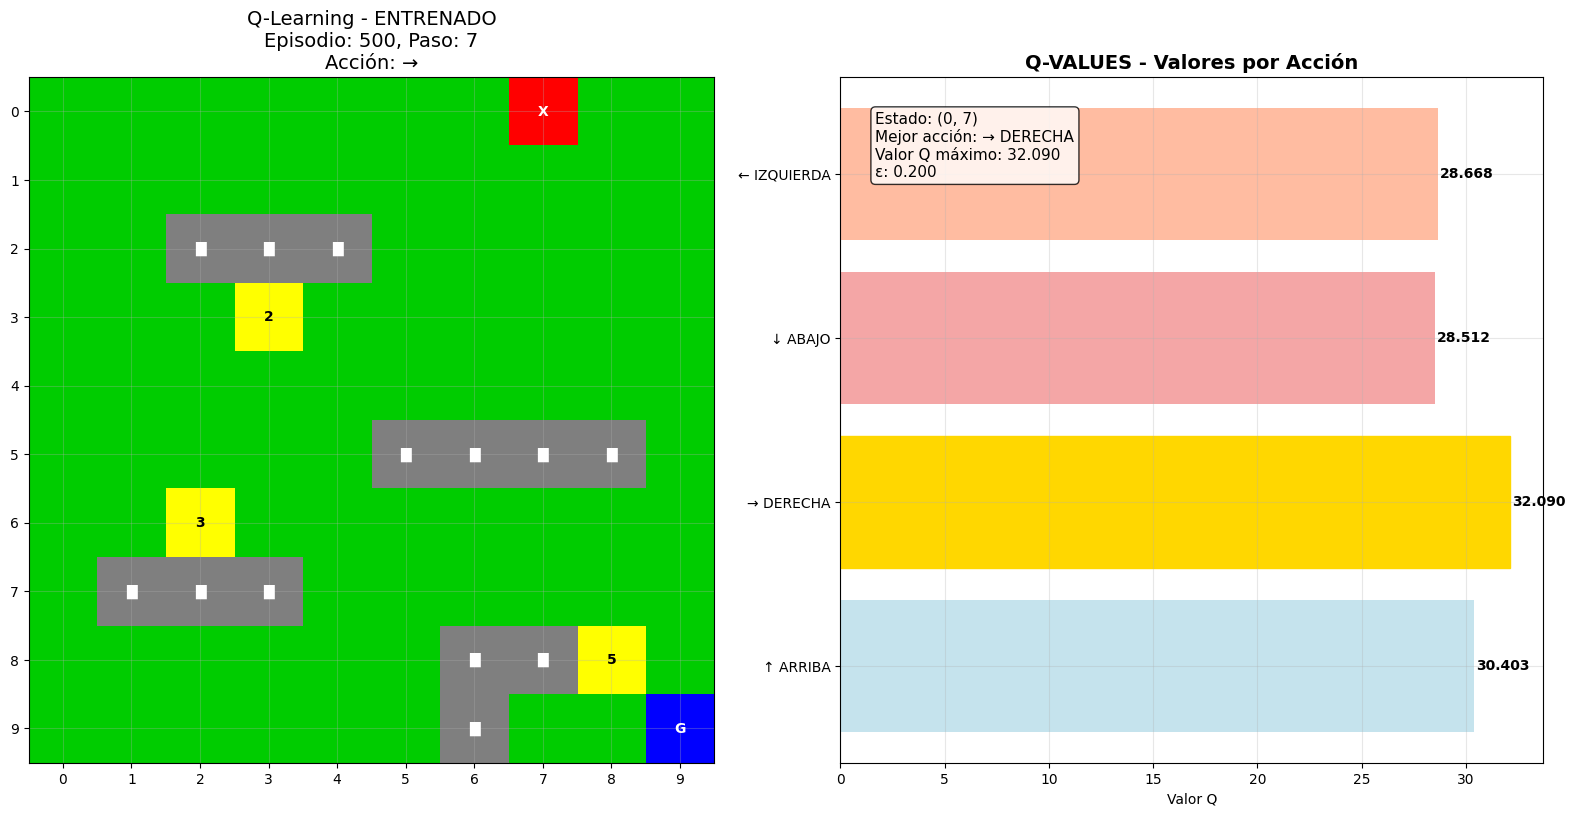 Q-Learning - ENTRENADO
Episodio: 500, Paso: 7
Acción: →
X
2
3
5
G
0
1
2
3
4
5
6
7
8
9
0 1 2 3 4 5 6 7 8 9
Q-VALUES - Valores por Acción
Estado: (0, 7)
Mejor acción: → DERECHA
Valor Q máximo: 32.090
ε: 0.200
← IZQUIERDA 28.668
↓ ABAJO 28.512
→ DERECHA 32.090
↑ ARRIBA 30.403
0 5 10 15 20 25 30
Valor Q